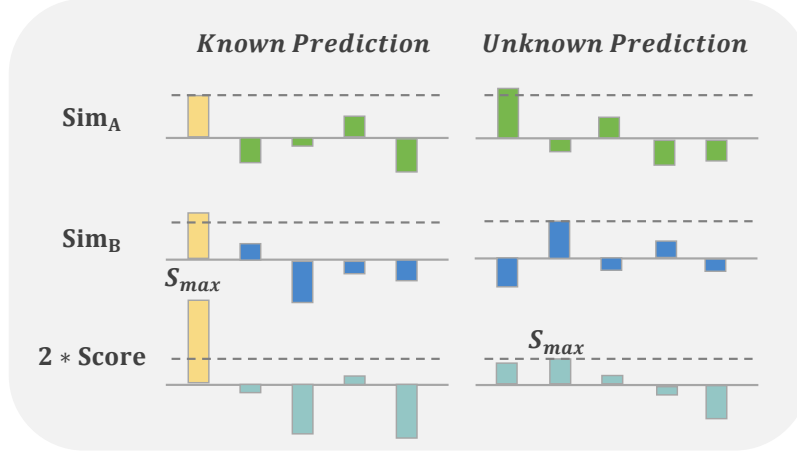 Known Prediction
Unknown Prediction
Sim_A
Sim_B
S_max
2 * Score
S_max